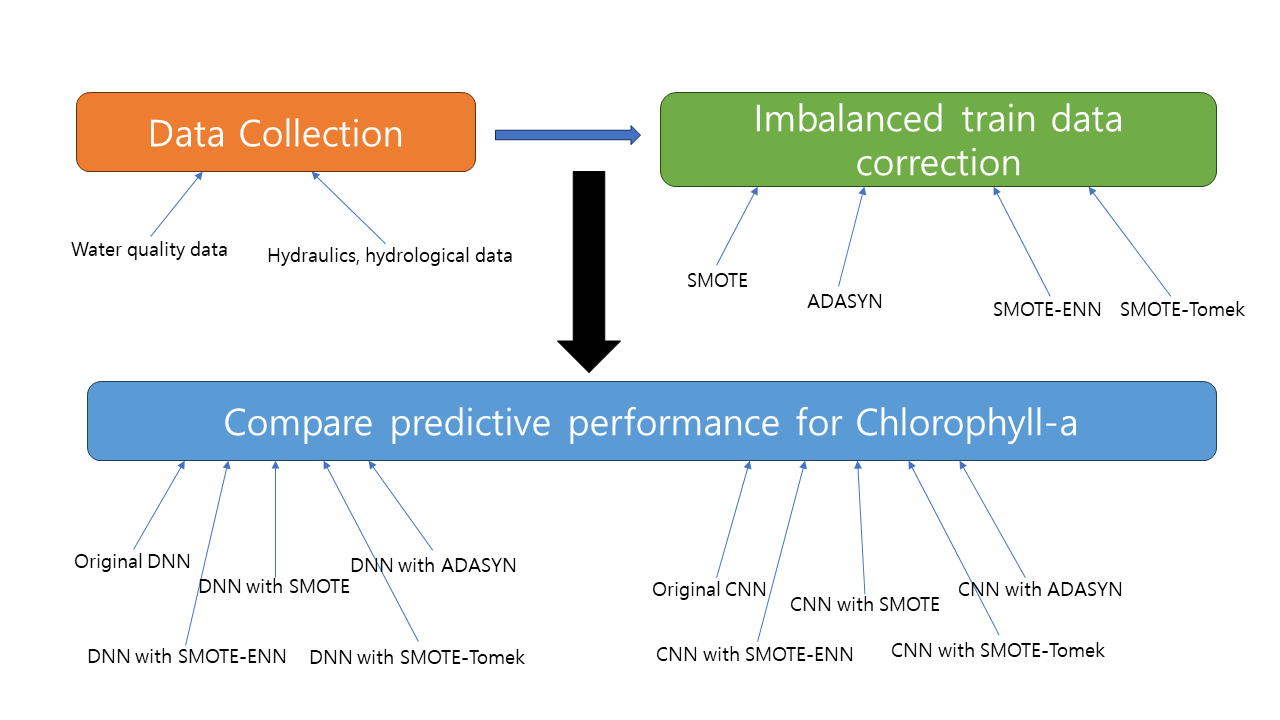 Data Collection
Imbalanced train data
correction
Water quality data
Hydraulics, hydrological data
SMOTE
ADASYN
SMOTE-ENN
SMOTE-Tomek
Compare predictive performance for Chlorophyll-a
Original DNN
DNN with SMOTE
DNN with ADASYN
DNN with SMOTE-ENN
DNN with SMOTE-Tomek
Original CNN
CNN with SMOTE
CNN with ADASYN
CNN with SMOTE-ENN
CNN with SMOTE-Tomek